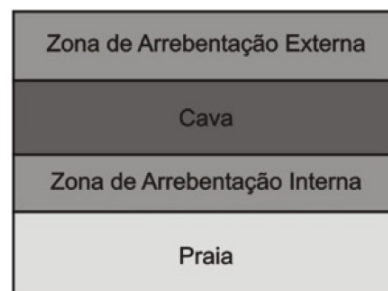 Zona de Arrebentação Externa
Cava
Zona de Arrebentação Interna
Praia